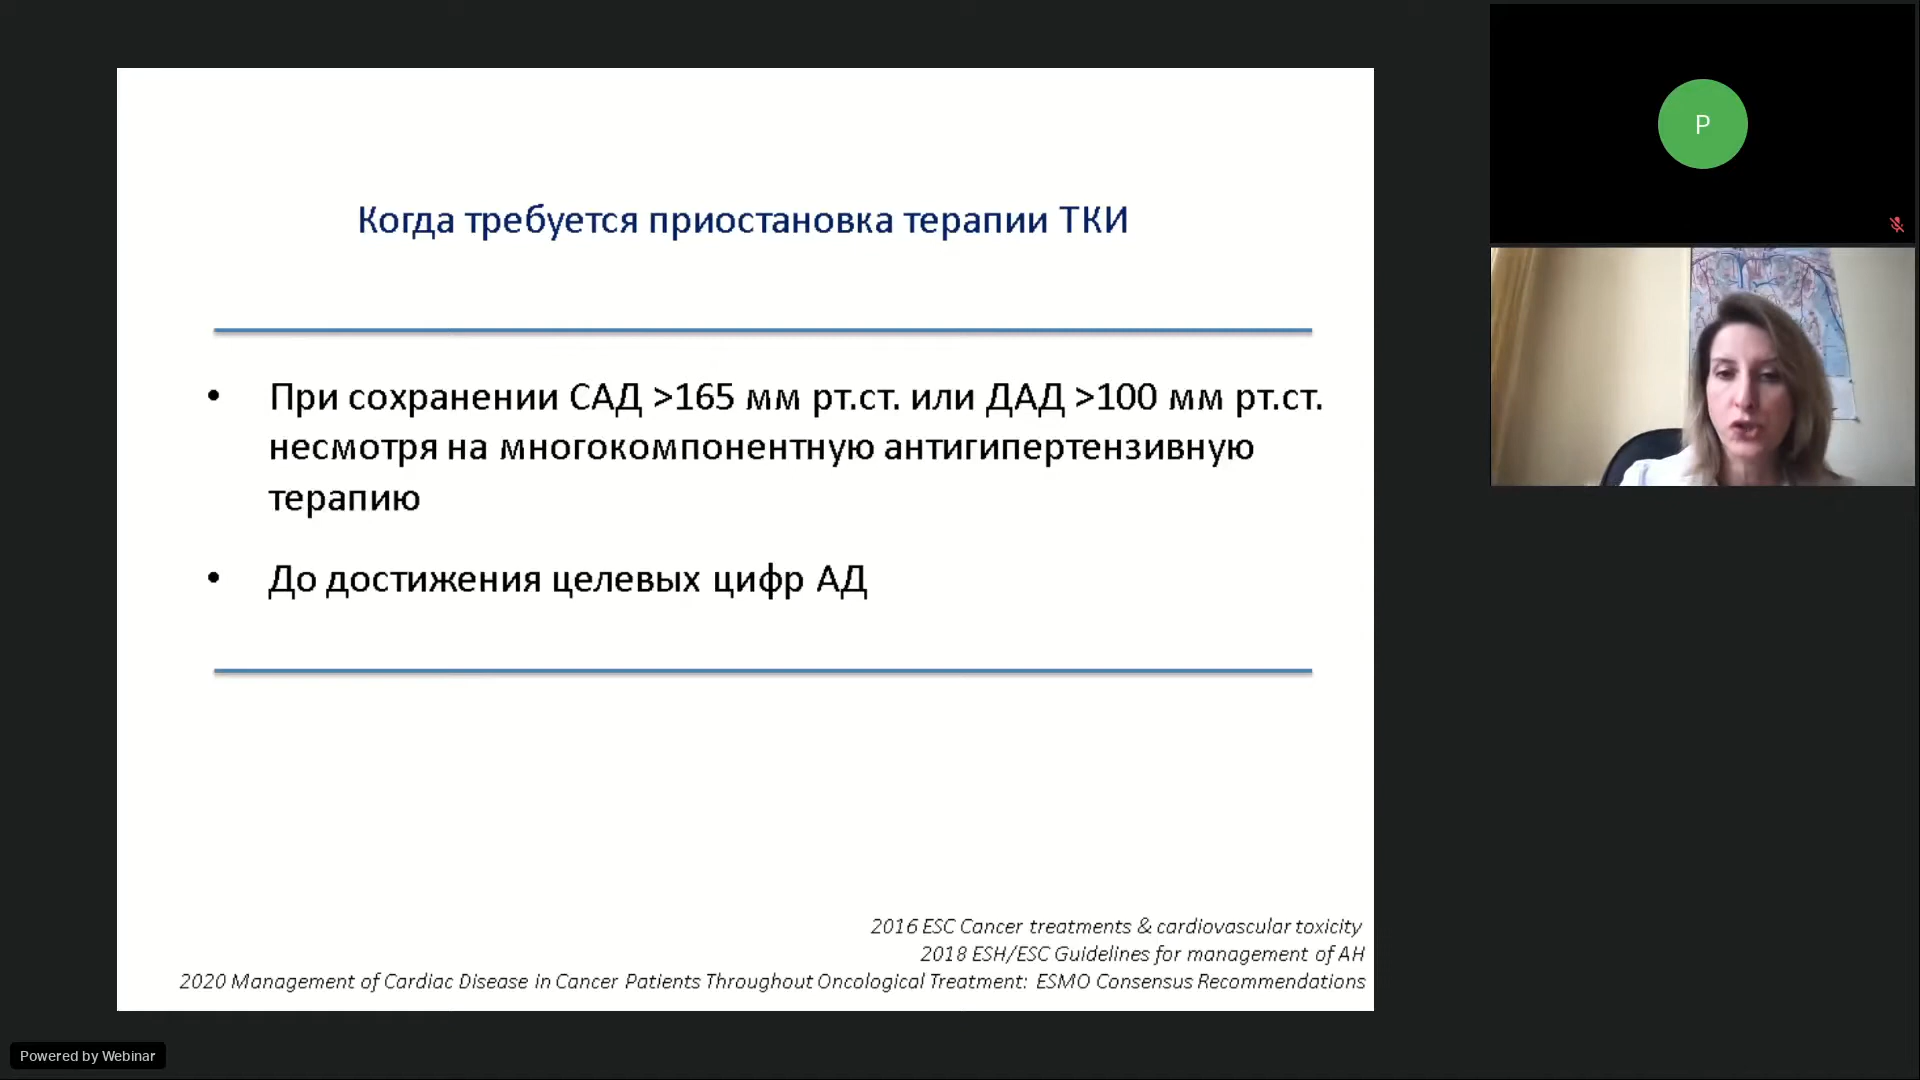 Когда требуется приостановка терапии ТКИ
• При сохранении САД >165 мм рт.ст. или ДАД >100 мм рт.ст.
несмотря на многокомпонентную антигипертензивную
терапию
• До достижения целевых цифр АД
2016 ESC Cancer treatments & cardiovascular toxicity
2018 ESH/ESC Guidelines for management of AH
2020 Management of Cardiac Disease in Cancer Patients Throughout Oncological Treatment: ESMO Consensus Recommendations
P
Powered by Webinar